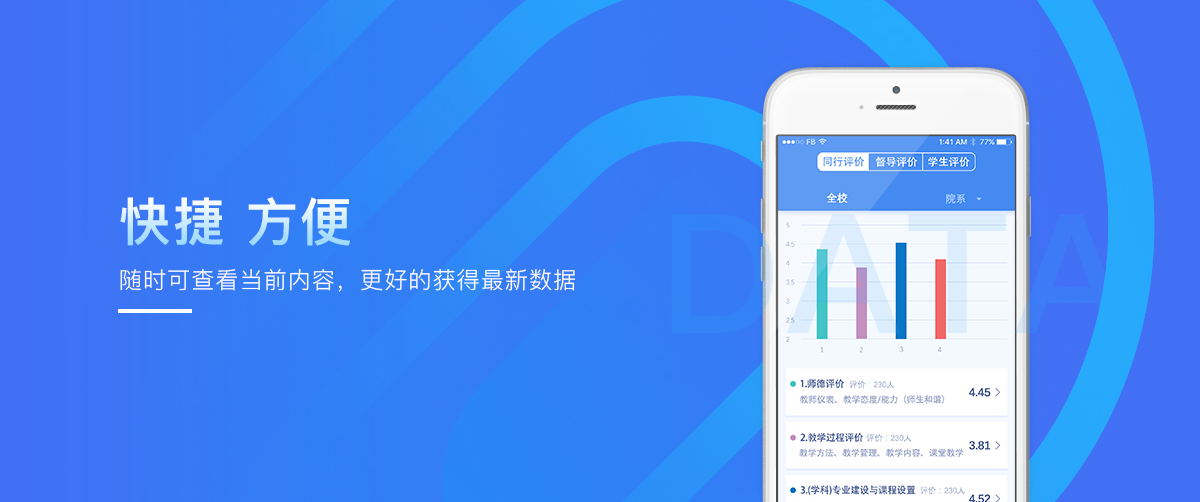 快捷 方便
随时可查看当前内容，更好的获得最新数据
DATA
FB 1:41 AM 77%
同行评价 督导评价 学生评价
全校 院系
5
4.5
4
3.5
3
2.5
2
1 2 3 4
1.师德评价 评价：230人
教师仪表、教学态度/能力（师生和谐）
4.45
2.教学过程评价 评价：230人
教学方法、教学管理、教学内容、课堂教学
3.81
3.(学科)专业建设与课程设置 评价：230人
4.52